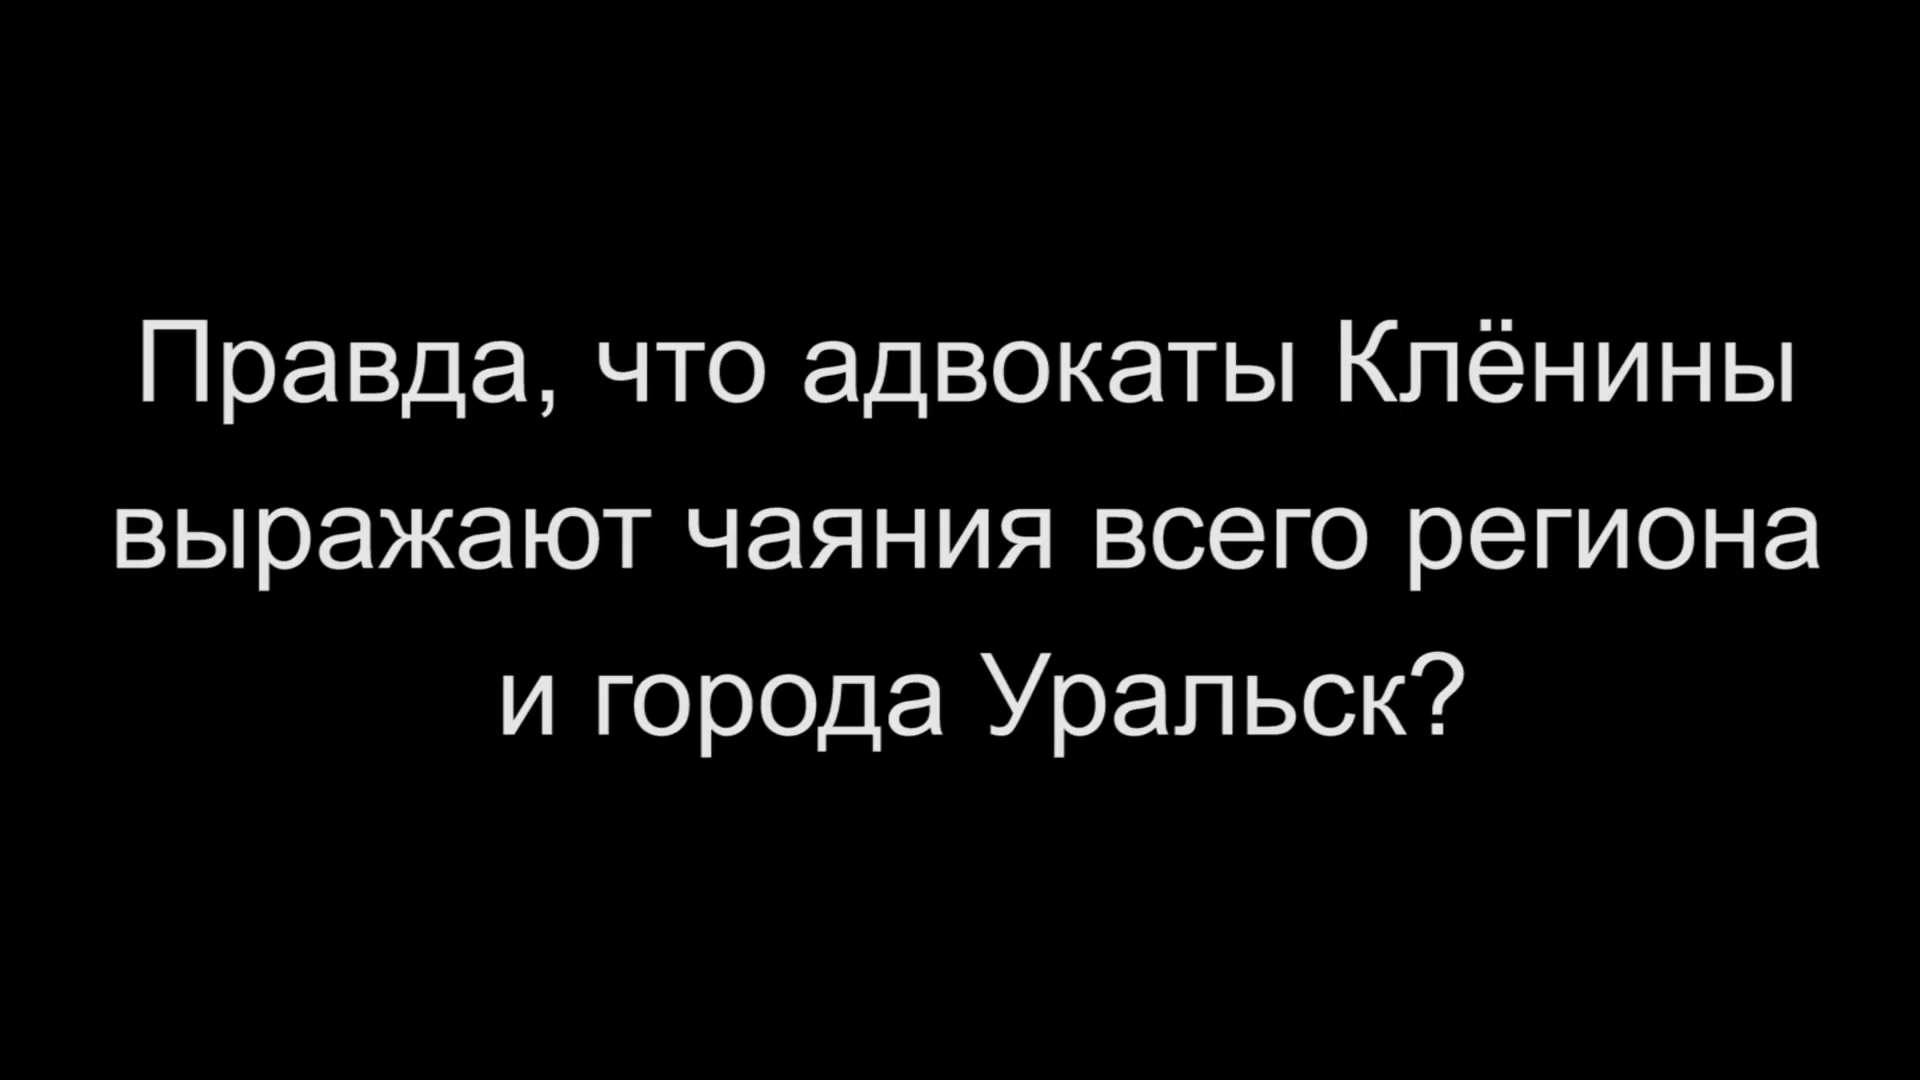 Правда, что адвокаты Клёнины
выражают чаяния всего региона
и города Уральск?